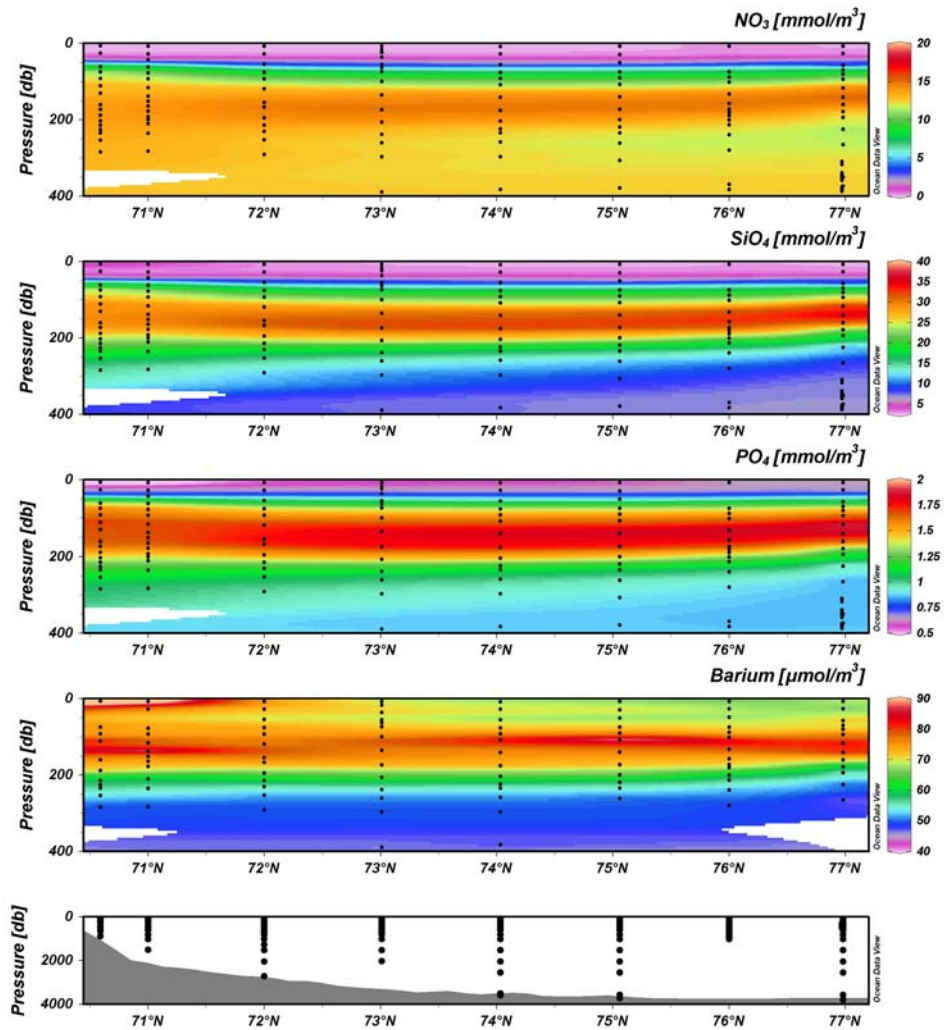 NO3 [mmol/m3]
Pressure [db]
0
200
400
71°N 72°N 73°N 74°N 75°N 76°N 77°N
20
15
10
5
0
Ocean Data View
SiO4 [mmol/m3]
Pressure [db]
0
200
400
71°N 72°N 73°N 74°N 75°N 76°N 77°N
40
35
30
25
20
15
10
5
Ocean Data View
PO4 [mmol/m3]
Pressure [db]
0
200
400
71°N 72°N 73°N 74°N 75°N 76°N 77°N
2
1.75
1.5
1.25
1
0.75
0.5
Ocean Data View
Barium [µmol/m3]
Pressure [db]
0
200
400
71°N 72°N 73°N 74°N 75°N 76°N 77°N
90
80
70
60
50
40
Ocean Data View
Pressure [db]
0
2000
4000
71°N 72°N 73°N 74°N 75°N 76°N 77°N
Ocean Data View